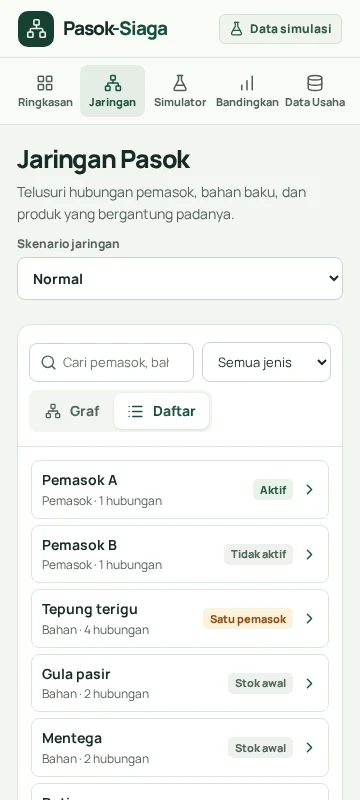 Pasok-Siaga
Data simulasi
Ringkasan
Jaringan
Simulator
Bandingkan
Data Usaha
Jaringan Pasok
Telusuri hubungan pemasok, bahan baku, dan
produk yang bergantung padanya.
Skenario jaringan
Normal
Cari pemasok, bah
Semua jenis
Graf
Daftar
Pemasok A
Pemasok · 1 hubungan
Aktif
Pemasok B
Pemasok · 1 hubungan
Tidak aktif
Tepung terigu
Bahan · 4 hubungan
Satu pemasok
Gula pasir
Bahan · 2 hubungan
Stok awal
Mentega
Bahan · 2 hubungan
Stok awal